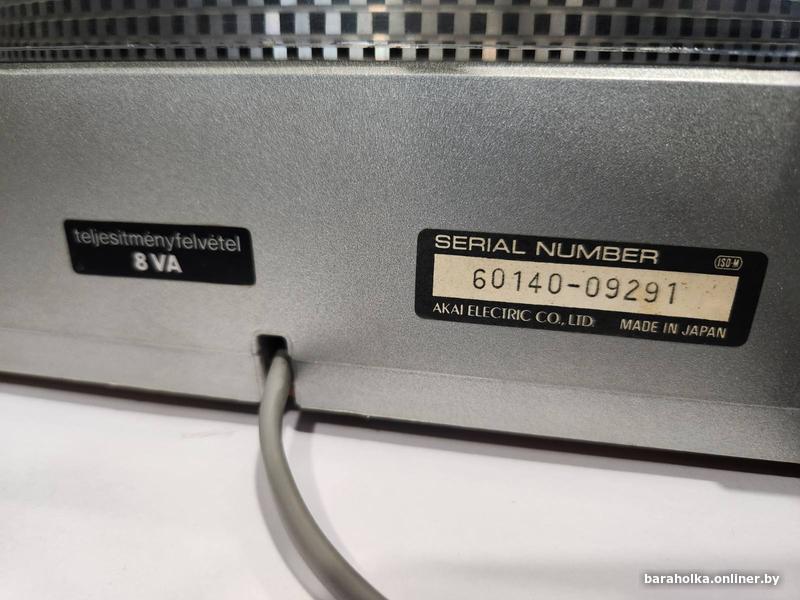 teljesítményfelvétel
8 VA
SERIAL NUMBER
ISO-M
60140-09291
AKAI ELECTRIC CO., LTD.
MADE IN JAPAN
baraholka.onliner.by